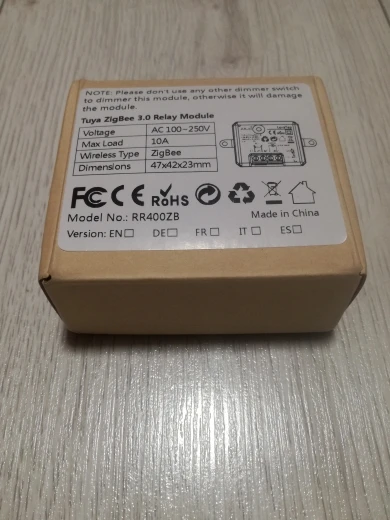 NOTE: Please don't use any other dimmer switch
to dimmer this module, otherwise it will damage
the module.
Tuya ZigBee 3.0 Relay Module
Voltage AC 100~250V
Max Load 10A
Wireless Type ZigBee
Dimensions 47x42x23mm
FC CE RoHS
Model No.: RR400ZB Made in China
Version: EN☐ DE☐ FR☐ IT☐ ES☐